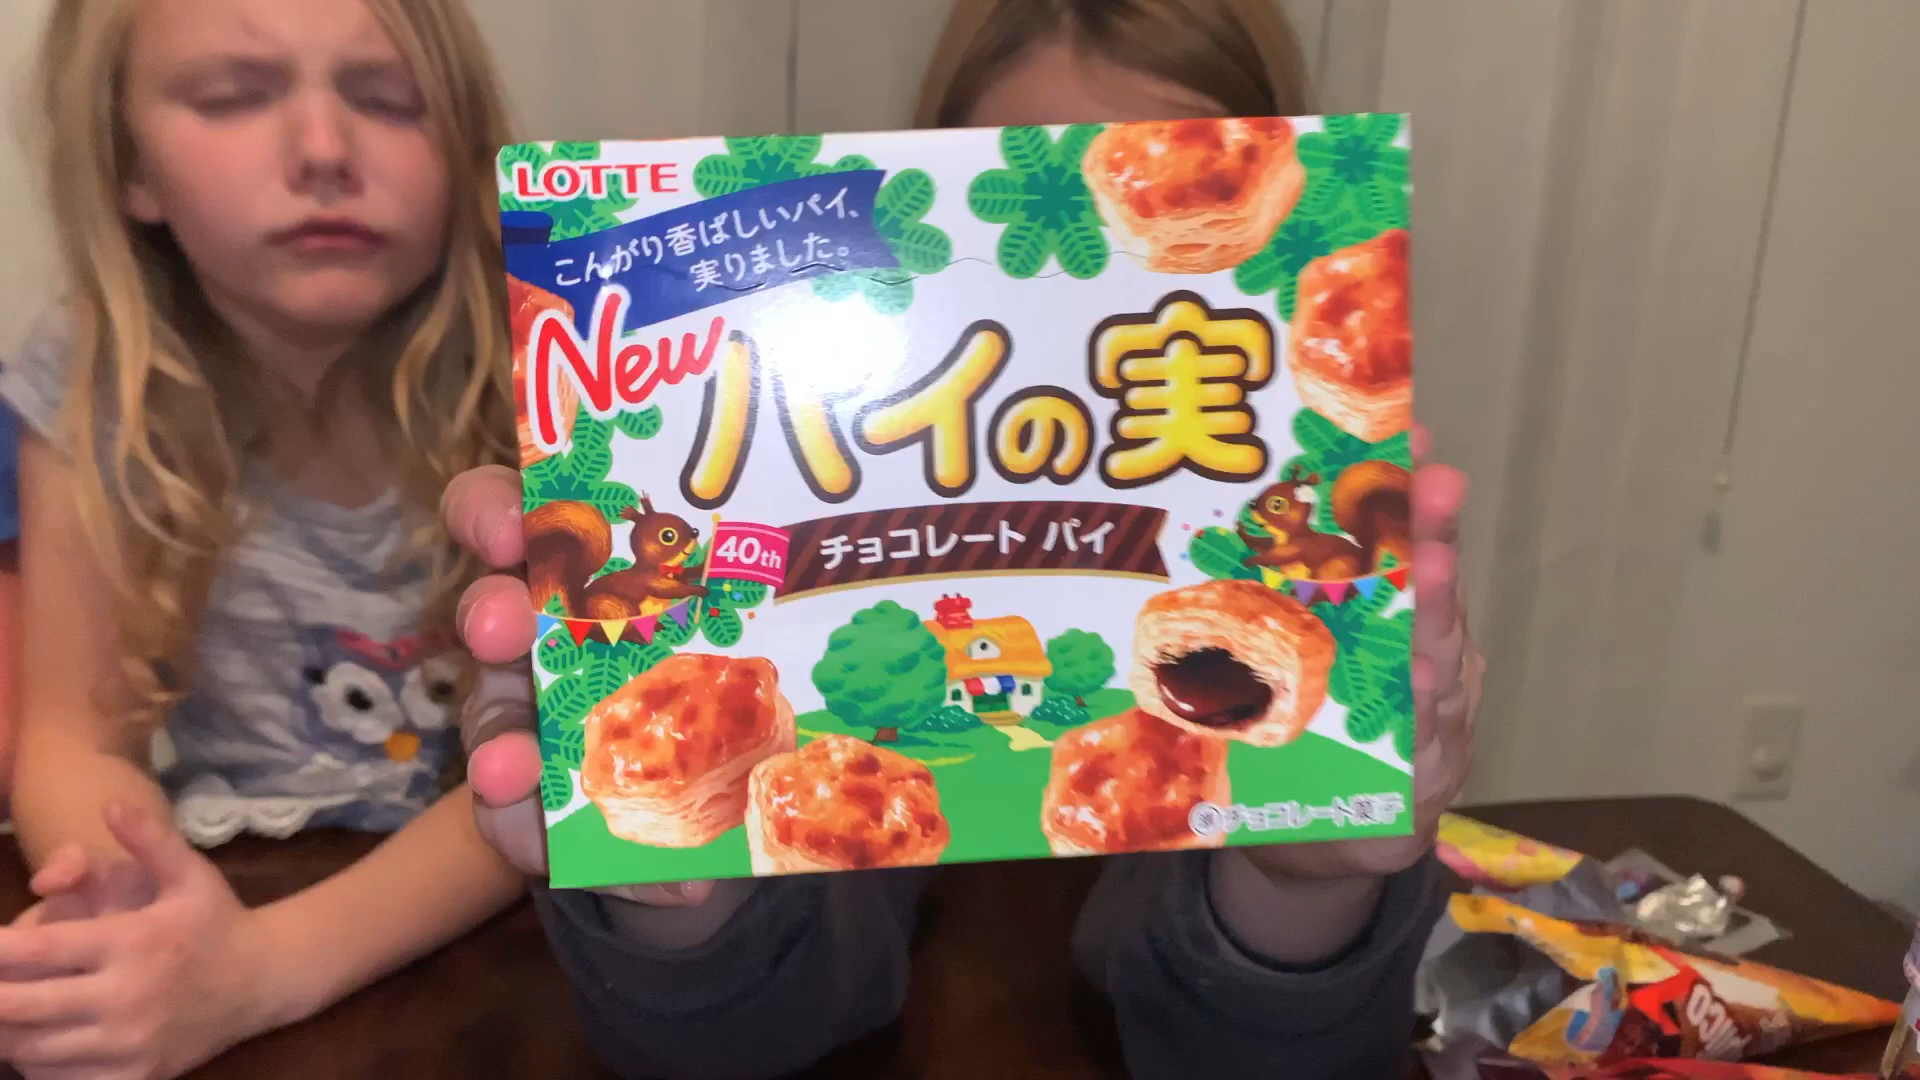 LOTTE
こんがり香ばしいパイ、
実りました。
New
パイの実
40th
チョコレート パイ
準チョコレート菓子
glico